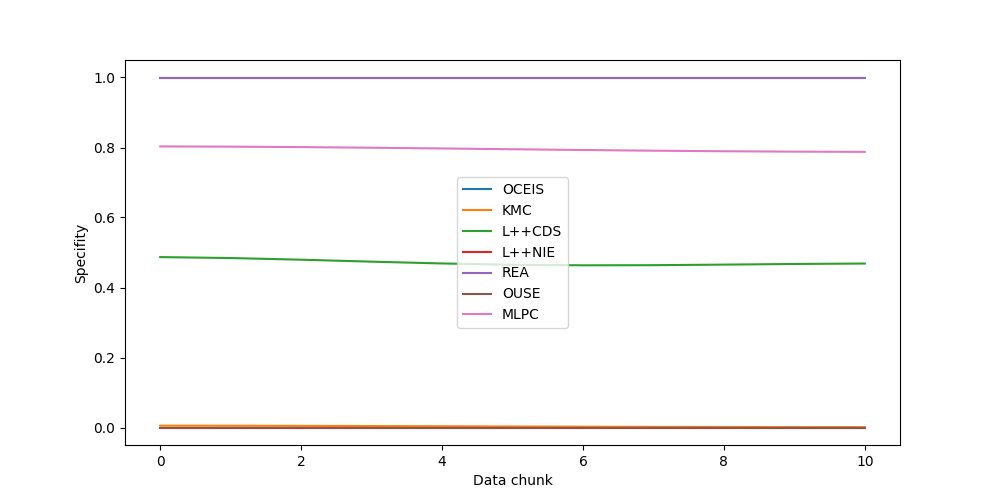 1.0
0.8
0.6
0.4
0.2
0.0
Specifity
OCEIS
KMC
L++CDS
L++NIE
REA
OUSE
MLPC
0 2 4 6 8 10
Data chunk